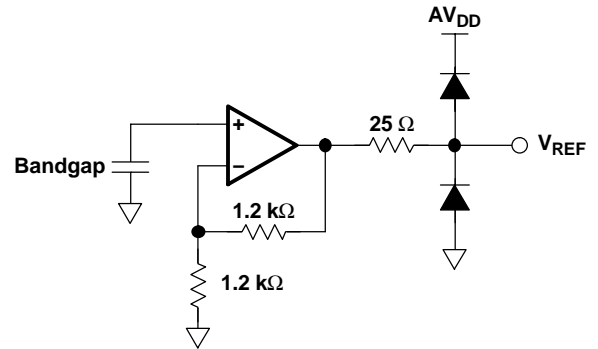 AVDD
25 Ω
VREF
+
Bandgap
−
1.2 kΩ
1.2 kΩ